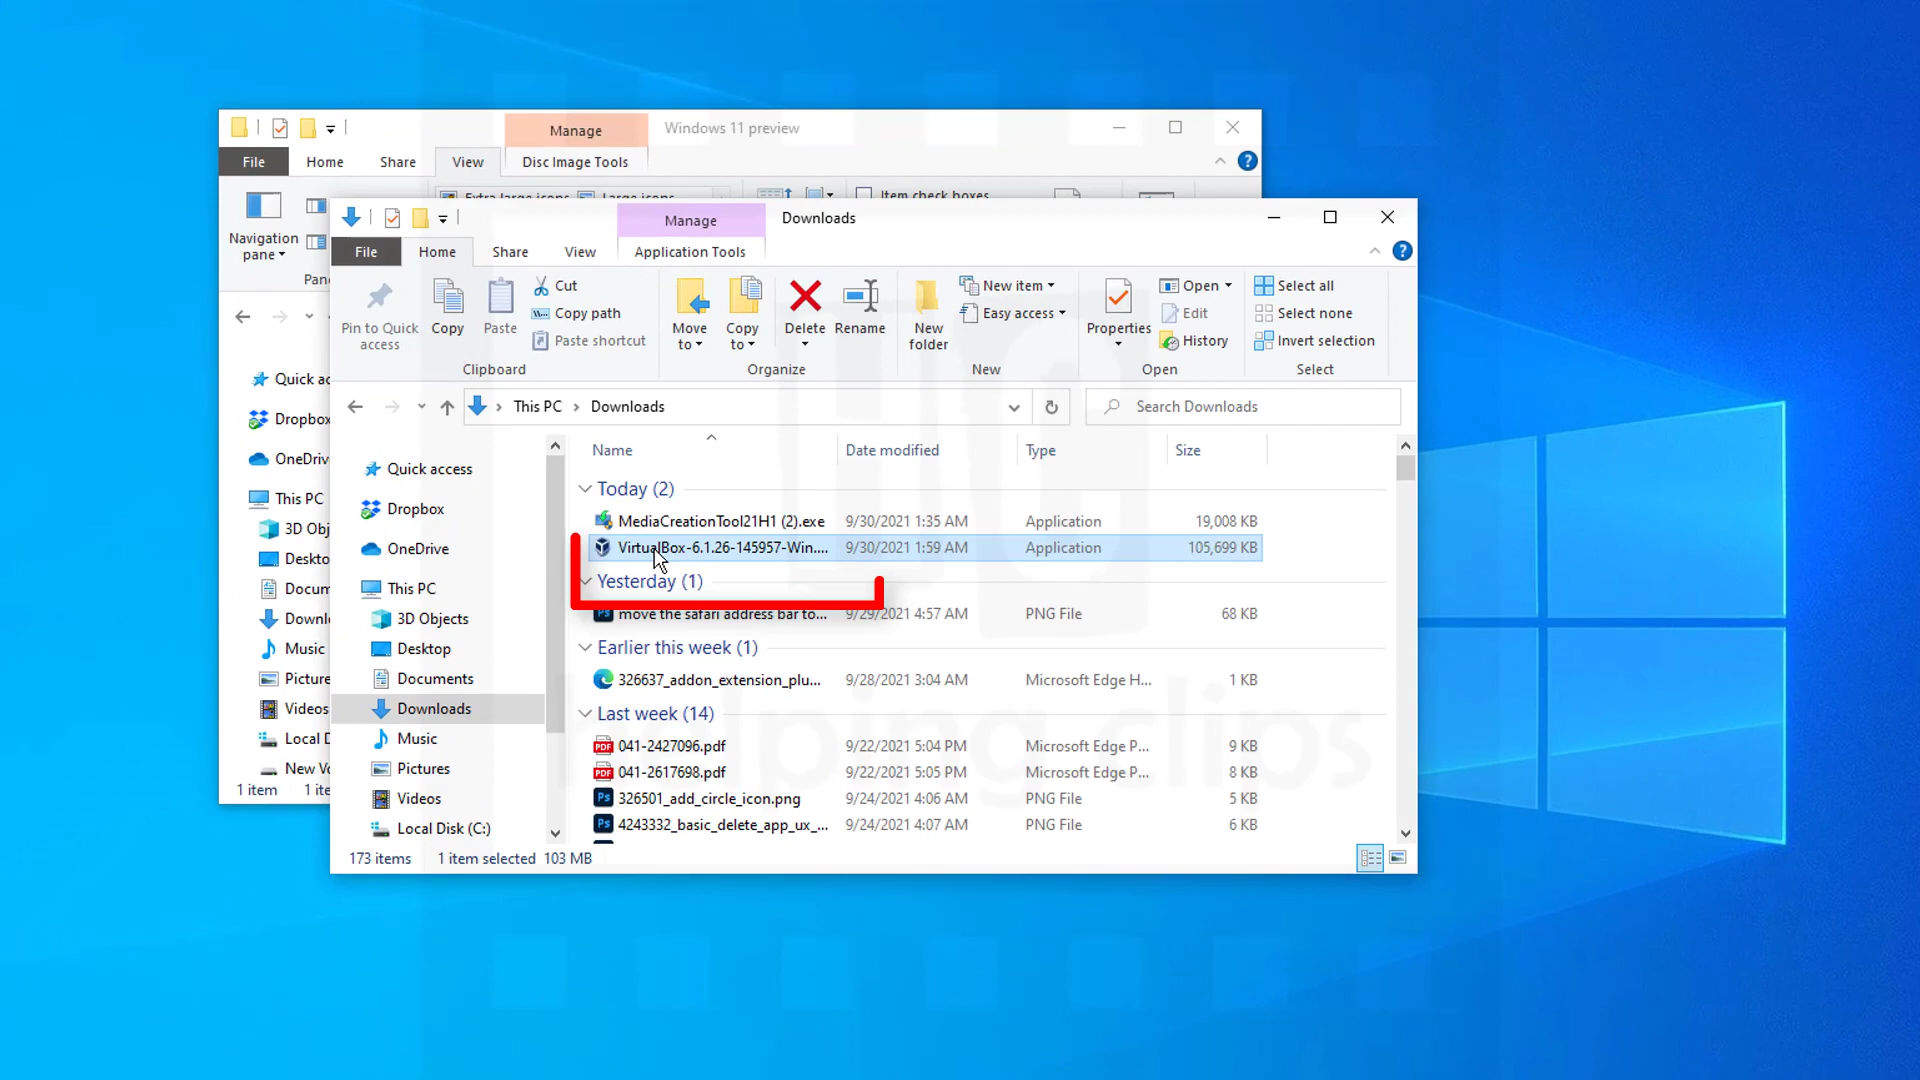 Manage
Windows 11 preview
File
Home
Share
View
Disc Image Tools
Extra large icons
Large icons
Item check boxes
Navigation
pane
Manage
Downloads
File
Home
Share
View
Application Tools
Pin to Quick
access
Copy
Paste
Cut
Copy path
Paste shortcut
Clipboard
Move
to
Copy
to
Delete
Rename
Organize
New
folder
New item
Easy access
New
Properties
Open
Edit
History
Open
Select all
Select none
Invert selection
Select
This PC
Downloads
Search Downloads
Name
Date modified
Type
Size
Today (2)
MediaCreationTool21H1 (2).exe 9/30/2021 1:35 AM Application 19,008 KB
VirtualBox-6.1.26-145957-Win.... 9/30/2021 1:59 AM Application 105,699 KB
Yesterday (1)
move the safari address bar to... 9/29/2021 4:57 AM PNG File 68 KB
Earlier this week (1)
326637_addon_extension_plu... 9/28/2021 3:04 AM Microsoft Edge H... 1 KB
Last week (14)
041-2427096.pdf 9/22/2021 5:04 PM Microsoft Edge P... 9 KB
041-2617698.pdf 9/22/2021 5:05 PM Microsoft Edge P... 8 KB
326501_add_circle_icon.png 9/24/2021 4:06 AM PNG File 5 KB
4243332_basic_delete_app_ux_... 9/24/2021 4:07 AM PNG File 6 KB
Quick access
Dropbox
OneDrive
This PC
3D Objects
Desktop
Documents
Downloads
Music
Pictures
Videos
Local Disk (C:)
173 items
1 item selected 103 MB
Quick ac
Dropbox
OneDrive
This PC
3D Obj
Deskto
Docum
Downl
Music
Picture
Videos
Local D
New Vo
1 item
1 ite
helping clips